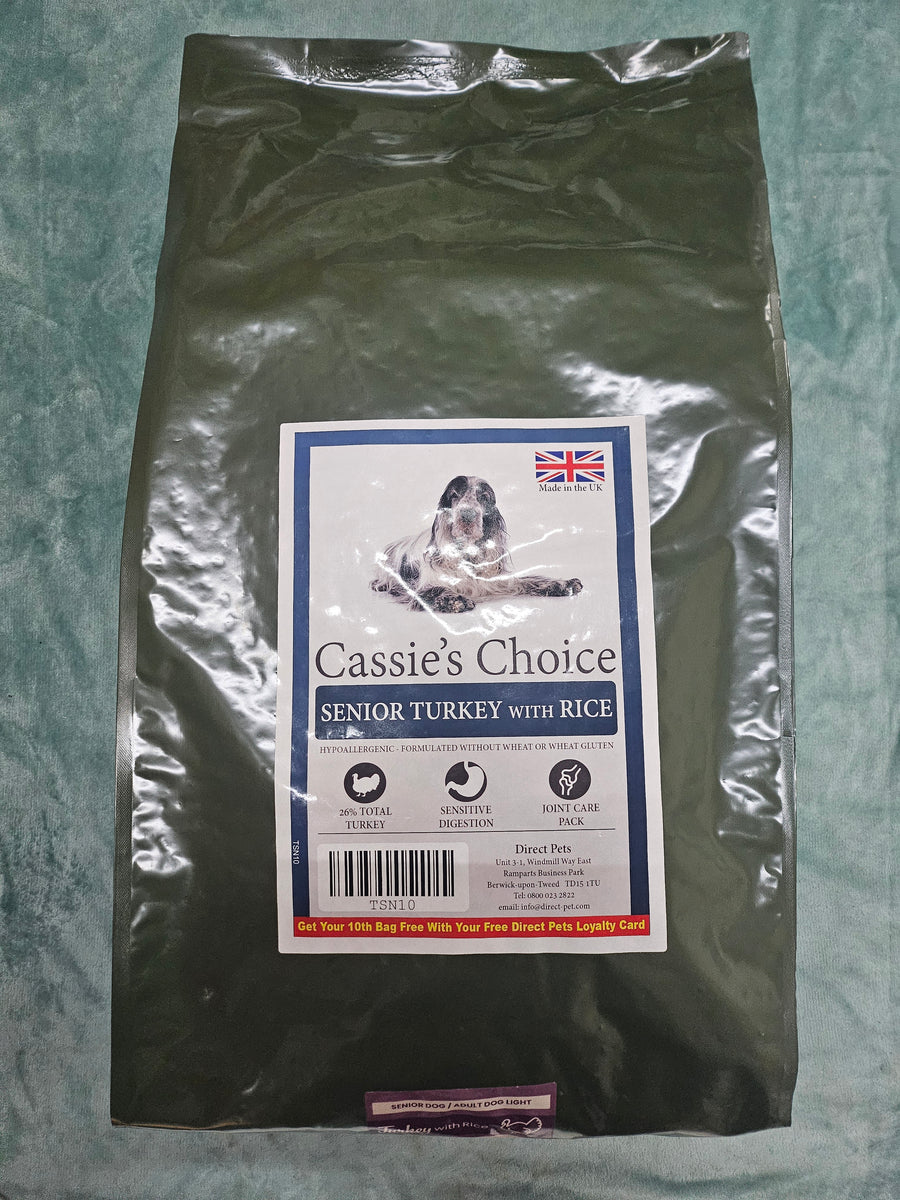 Made in the UK
Cassie's Choice
SENIOR TURKEY WITH RICE
HYPOALLERGENIC - FORMULATED WITHOUT WHEAT OR WHEAT GLUTEN
26% TOTAL
TURKEY
SENSITIVE
DIGESTION
JOINT CARE
PACK
TSN10
TSN10
Direct Pets
Unit 3-1, Windmill Way East
Ramparts Business Park
Berwick-upon-Tweed TD15 1TU
Tel: 0800 023 2822
email: info@direct-pet.com
Get Your 10th Bag Free With Your Free Direct Pets Loyalty Card
SENIOR DOG / ADULT DOG LIGHT
Turkey with Rice